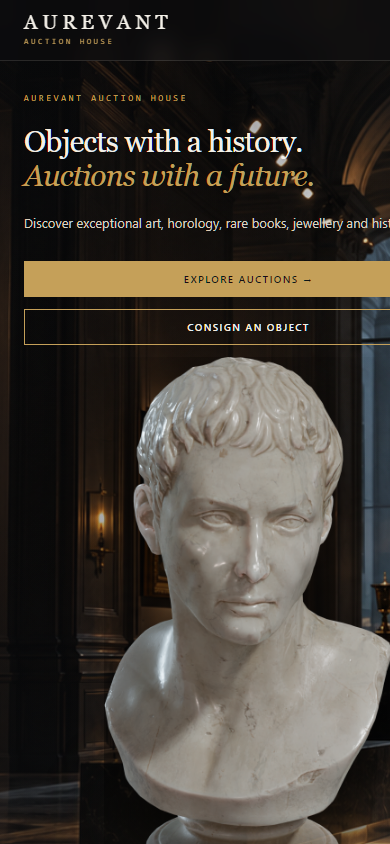 AUREVANT
AUCTION HOUSE
AUREVANT AUCTION HOUSE
Objects with a history.
Auctions with a future.
Discover exceptional art, horology, rare books, jewellery and
EXPLORE AUCTIONS →
CONSIGN AN OBJECT